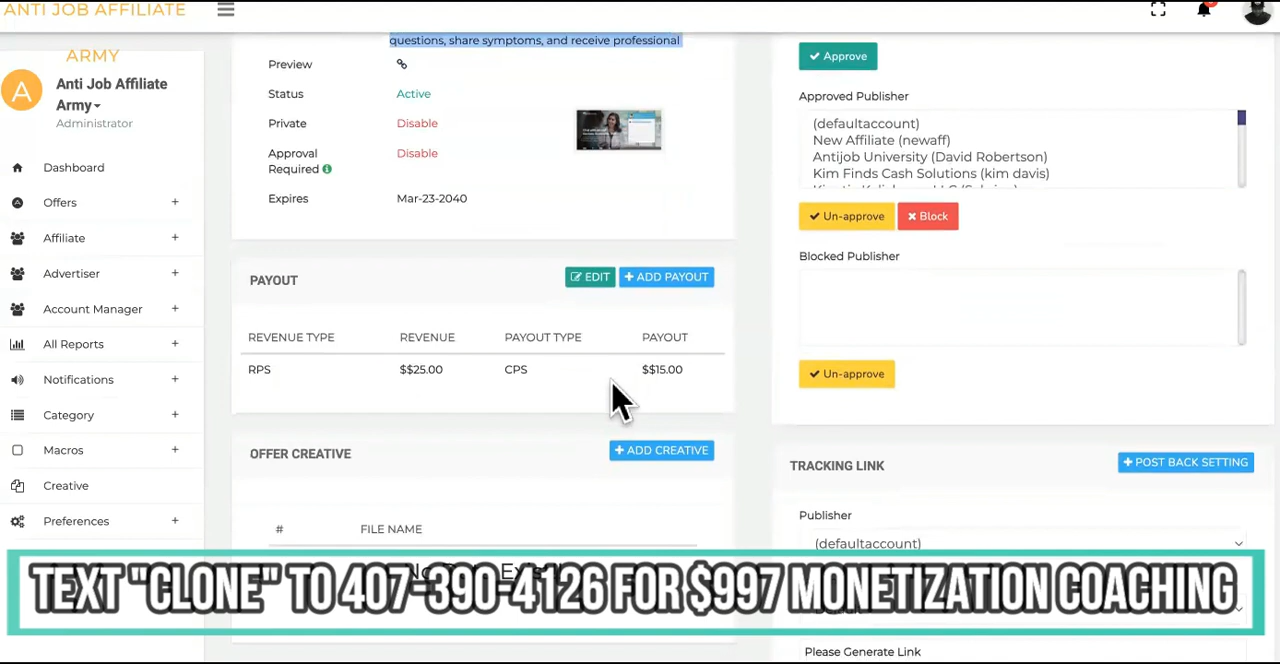 ANTI JOB AFFILIATE
ARMY
A
Anti Job Affiliate
Army
Administrator
Dashboard
Offers +
Affiliate +
Advertiser +
Account Manager +
All Reports +
Notifications +
Category +
Macros +
Creative
Preferences +
questions, share symptoms, and receive professional
Preview
Status Active
Private Disable
Approval
Required Disable
Expires Mar-23-2040
PAYOUT EDIT + ADD PAYOUT
REVENUE TYPE REVENUE PAYOUT TYPE PAYOUT
RPS $$25.00 CPS $$15.00
OFFER CREATIVE + ADD CREATIVE
# FILE NAME
Approve
Approved Publisher
(defaultaccount)
New Affiliate (newaff)
Antijob University (David Robertson)
Kim Finds Cash Solutions (kim davis)
Un-approve Block
Blocked Publisher
Un-approve
TRACKING LINK + POST BACK SETTING
Publisher
(defaultaccount)
TEXT "CLONE" TO 407-390-4126 FOR $997 MONETIZATION COACHING
Please Generate Link